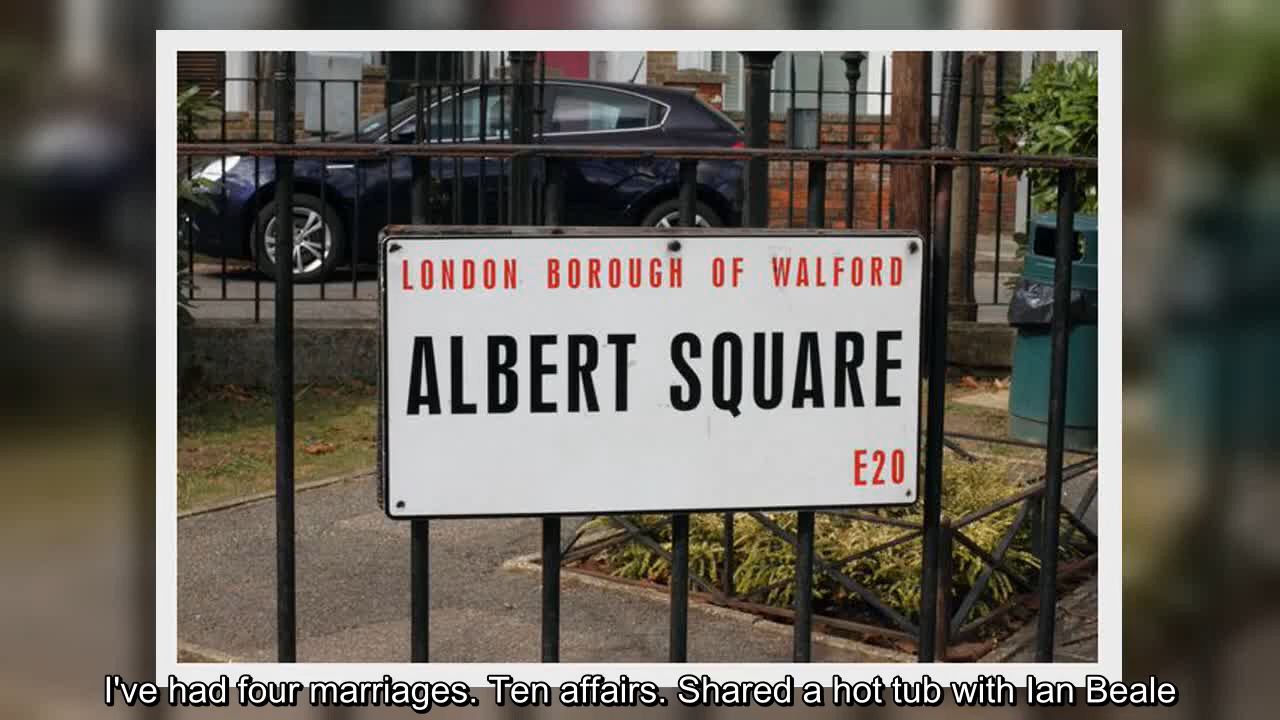 LONDON BOROUGH OF WALFORD
ALBERT SQUARE
E20
I've had four marriages. Ten affairs. Shared a hot tub with Ian Beale